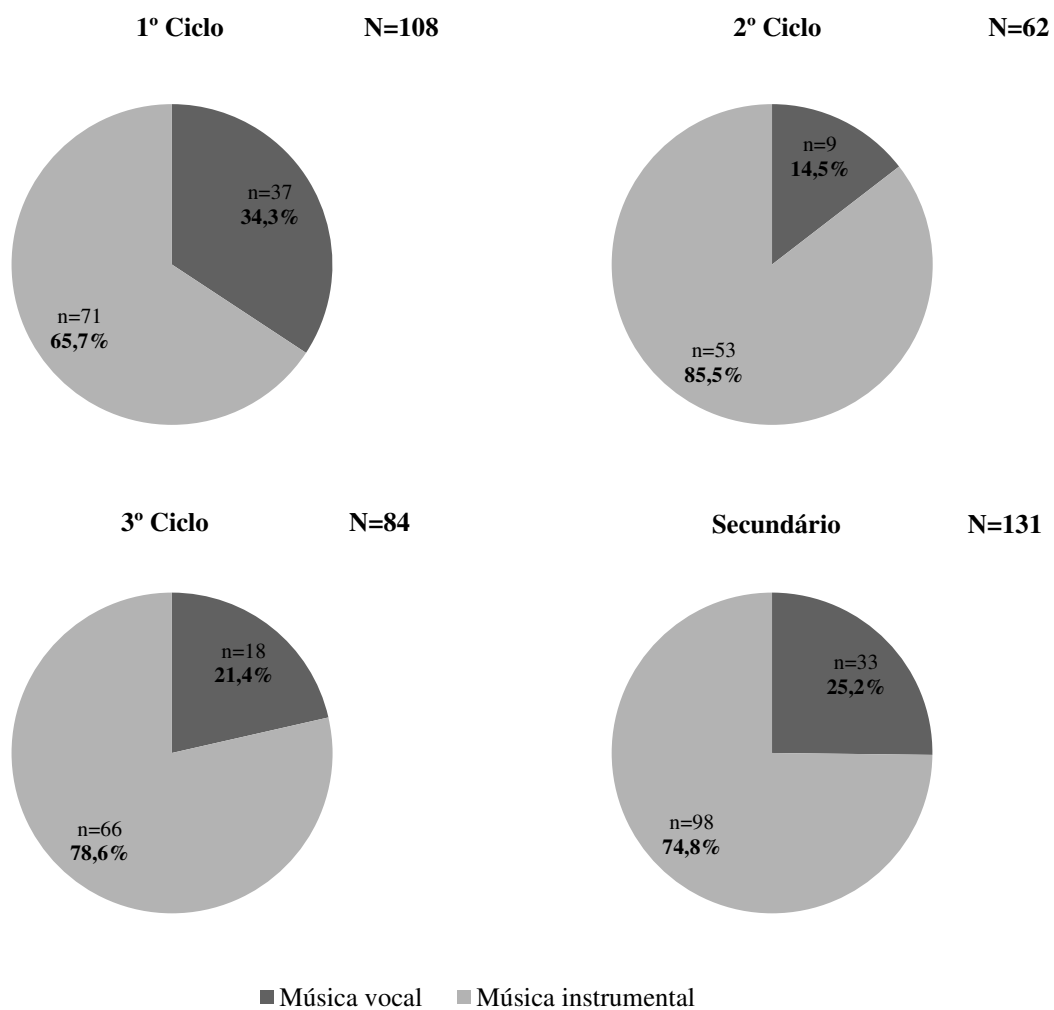 1º Ciclo N=108
2º Ciclo N=62
n=37
34,3%
n=71
65,7%
n=9
14,5%
n=53
85,5%
3º Ciclo N=84
Secundário N=131
n=18
21,4%
n=66
78,6%
n=33
25,2%
n=98
74,8%
Música vocal Música instrumental